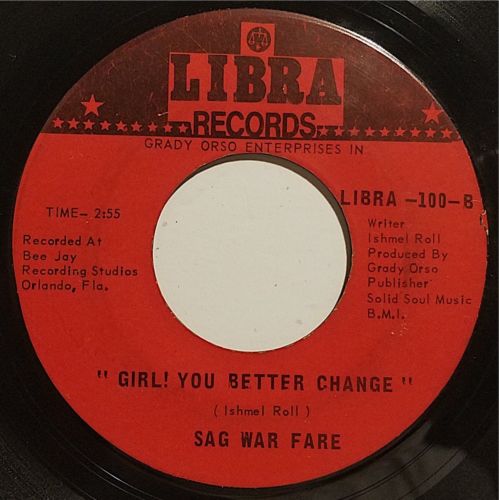 LIBRA
RECORDS
GRADY ORSO ENTERPRISES IN
LIBRA -100-B
TIME- 2:55
Recorded At
Bee Jay
Recording Studios
Orlando, Fla.
Writer
Ishmel Roll
Produced By
Grady Orso
Publisher
Solid Soul Music
B.M.I.
" GIRL! YOU BETTER CHANGE "
( Ishmel Roll )
SAG WAR FARE